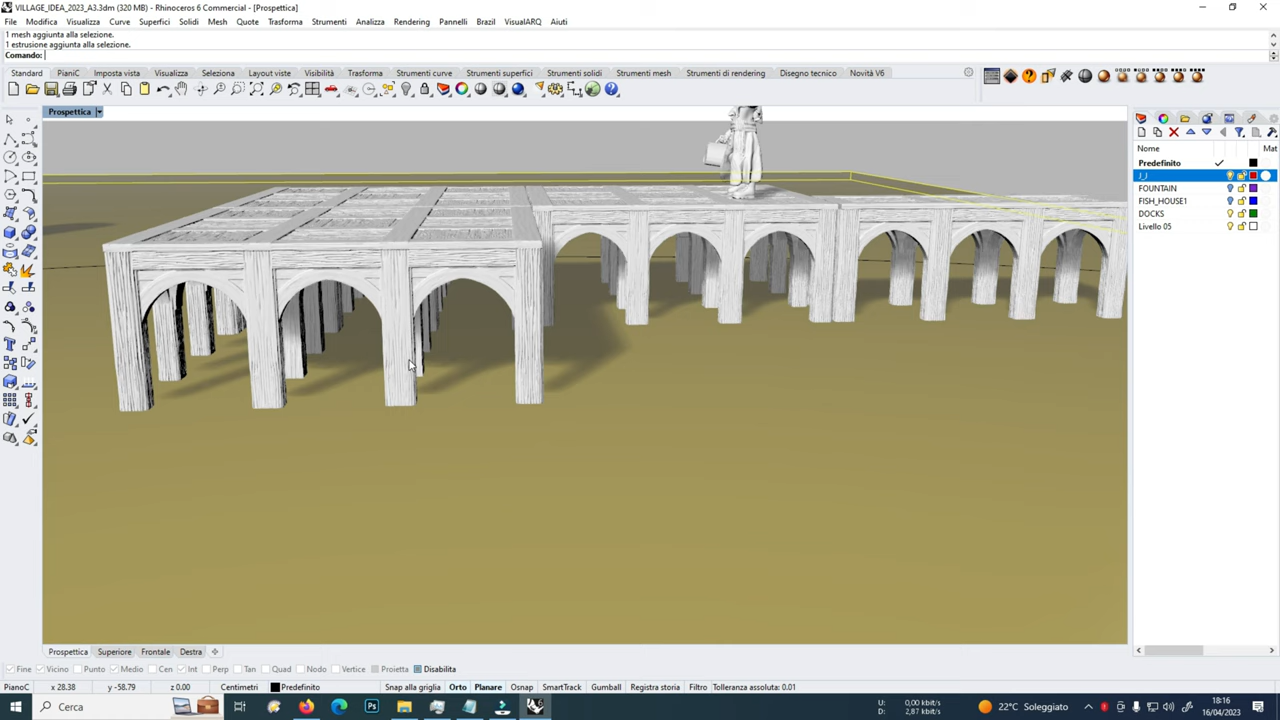 VILLAGE_IDEA_2023_A3.3dm (320 MB) - Rhinoceros 6 Commercial - [Prospettica]
File Modifica Visualizza Curve Superfici Solidi Mesh Quote Trasforma Strumenti Analizza Rendering Pannelli Brazil VisualARQ Aiuti
1 mesh aggiunta alla selezione.
1 estrusione aggiunta alla selezione.
Comando:
Standard PianiC Imposta vista Visualizza Selezione Layout viste Visibilità Trasforma Strumenti curve Strumenti superfici Strumenti solidi Strumenti mesh Strumenti di rendering Disegno tecnico Novità V6
Prospettica
Nome Mat
Predefinito
J_I
FOUNTAIN
FISH_HOUSE1
DOCKS
Livello 05
Prospettica Superiore Frontale Destra
Fine Vicino Punto Medio Cen Int Perp Tan Quad Nodo Vertice Proietta Disabilita
PianoC x 28.38 y -58.79 z 0.00 Centimetri Predefinito Snap alla griglia Orto Planare Osnap SmartTrack Gumball Registra storia Filtro Tolleranza assoluta: 0.01
Cerca
U: 0,00 kbit/s
D: 2,87 kbit/s
22°C Soleggiato
18:16
16/04/2023